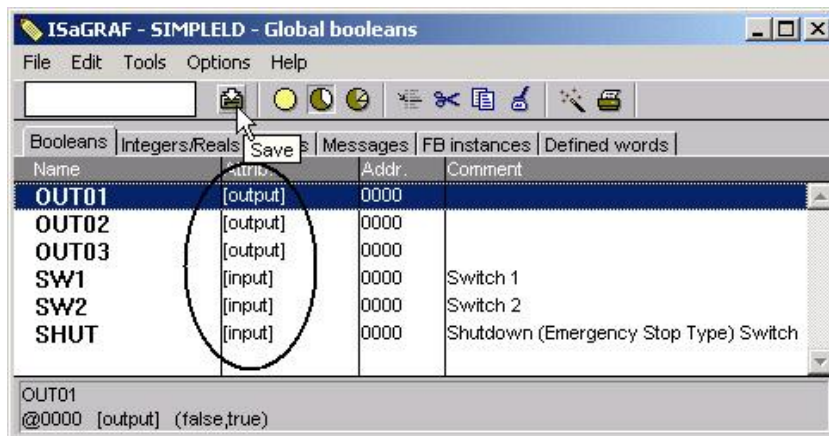 ISaGRAF - SIMPLELD - Global booleans
File Edit Tools Options Help
Save
Booleans Integers/Reals Messages FB instances Defined words
Name Attrib. Addr. Comment
OUT01 [output] 0000
OUT02 [output] 0000
OUT03 [output] 0000
SW1 [input] 0000 Switch 1
SW2 [input] 0000 Switch 2
SHUT [input] 0000 Shutdown (Emergency Stop Type) Switch
OUT01
@0000 [output] (false,true)